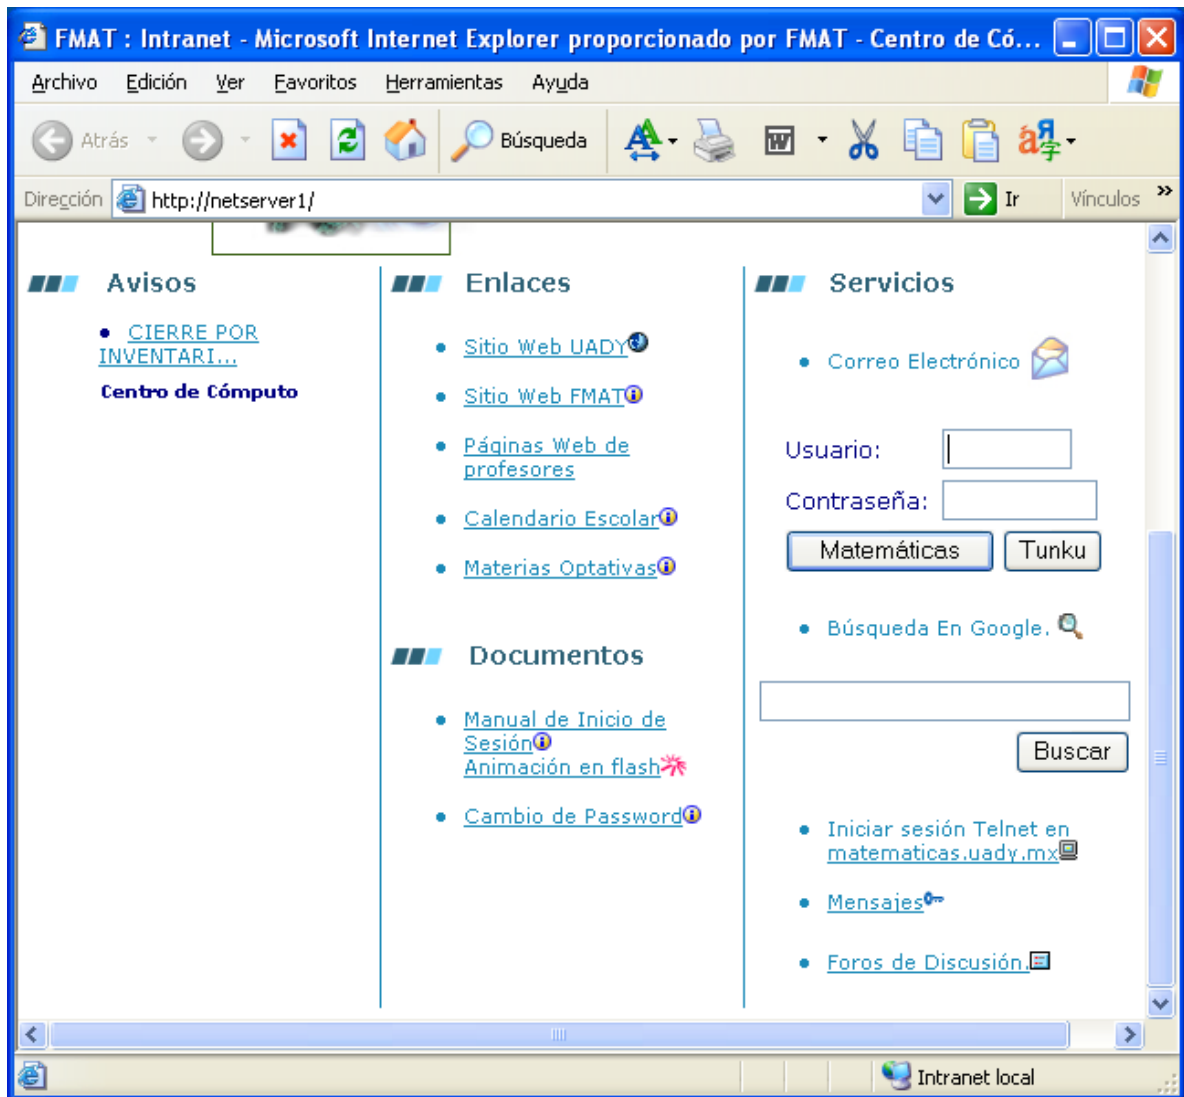 FMAT : Intranet - Microsoft Internet Explorer proporcionado por FMAT - Centro de Có...
Archivo Edición Ver Favoritos Herramientas Ayuda
Atrás Búsqueda
Dirección http://netserver1/ Ir Vínculos »
Avisos
CIERRE POR
INVENTARI...
Centro de Cómputo
Enlaces
Sitio Web UADY
Sitio Web FMAT
Páginas Web de
profesores
Calendario Escolar
Materias Optativas
Documentos
Manual de Inicio de
Sesión
Animación en flash
Cambio de Password
Servicios
Correo Electrónico
Usuario:
Contraseña:
Matemáticas Tunku
Búsqueda En Google.
Buscar
Iniciar sesión Telnet en
matematicas.uady.mx
Mensajes
Foros de Discusión.
Intranet local